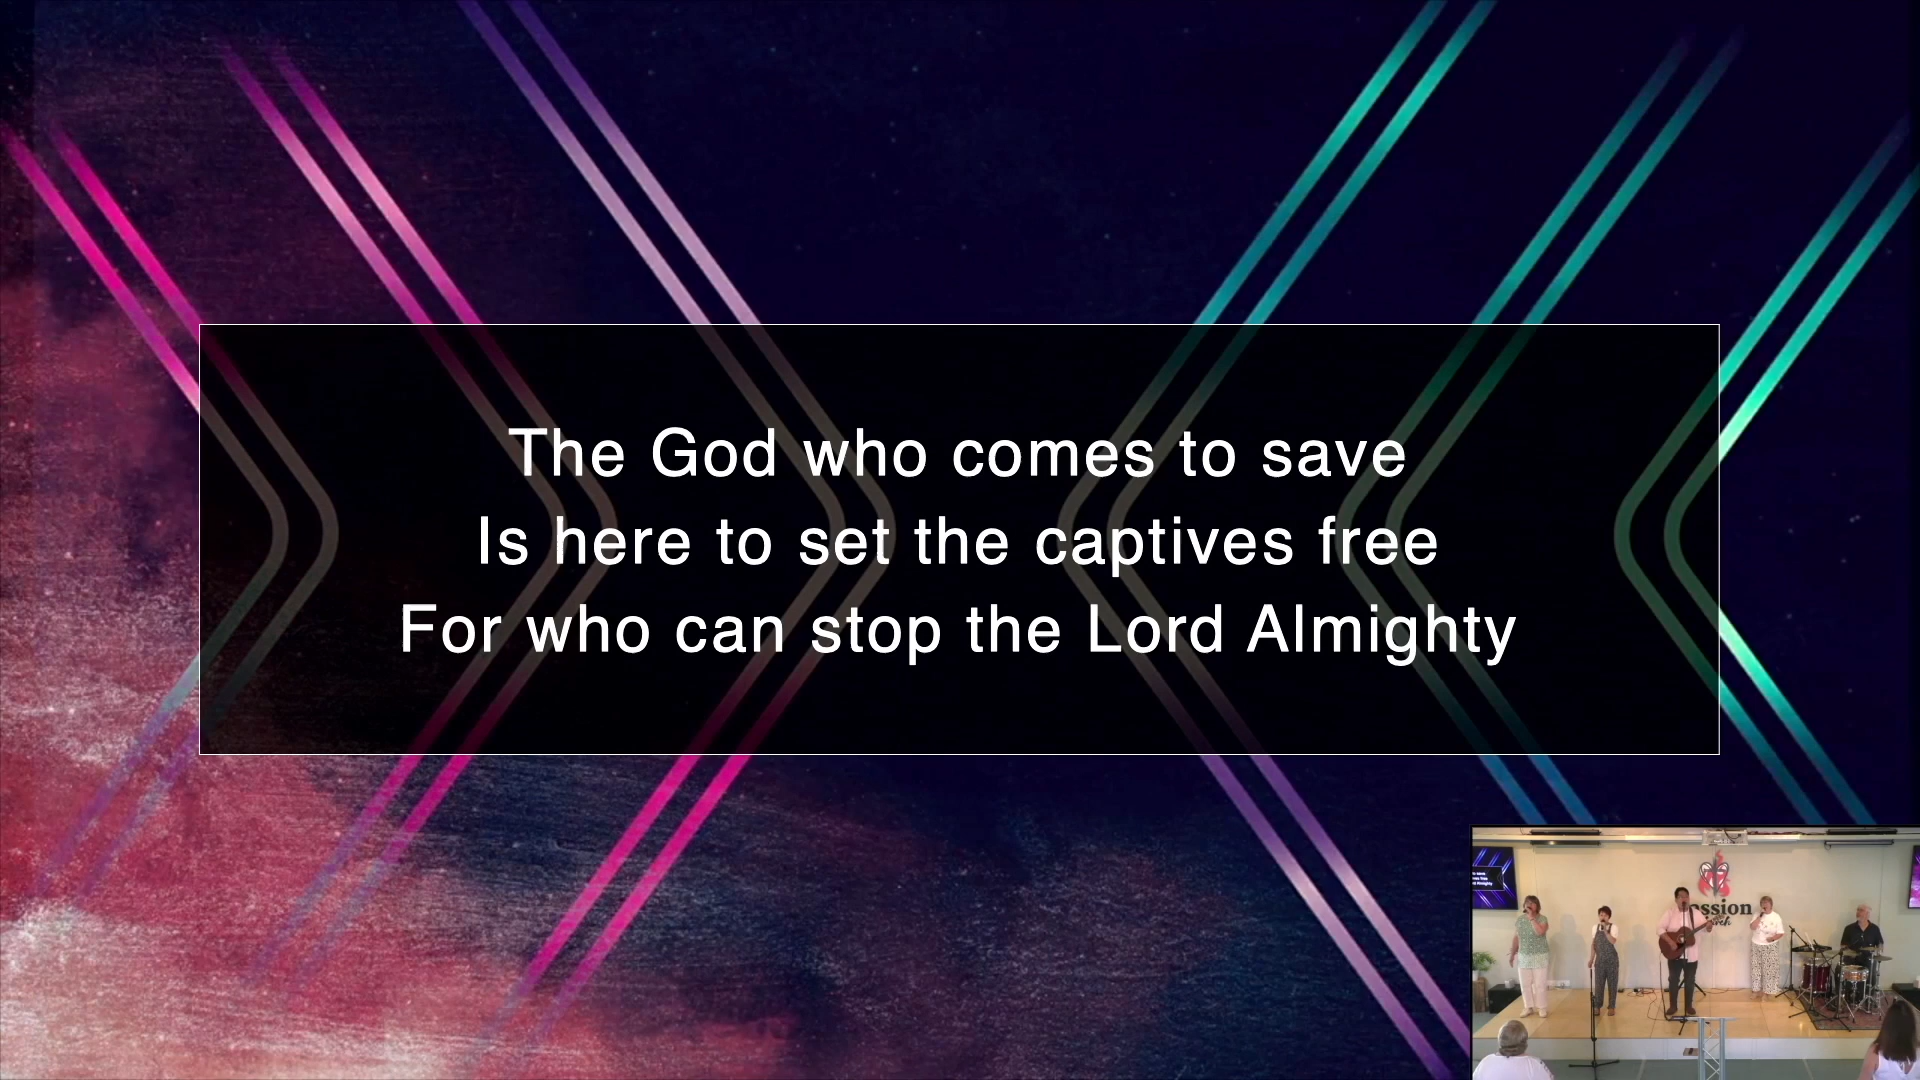 The God who comes to save
Is here to set the captives free
For who can stop the Lord Almighty